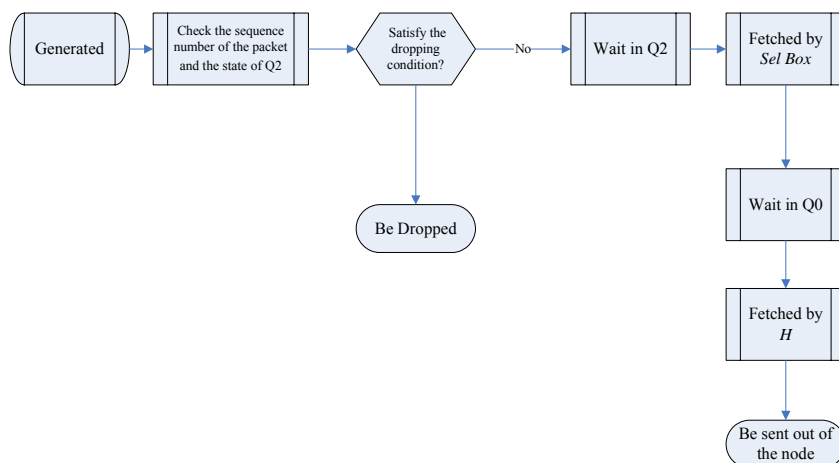 Generated
Check the sequence
number of the packet
and the state of Q2
Satisfy the
dropping
condition?
No
Wait in Q2
Fetched by
Sel Box
Be Dropped
Wait in Q0
Fetched by
H
Be sent out of
the node